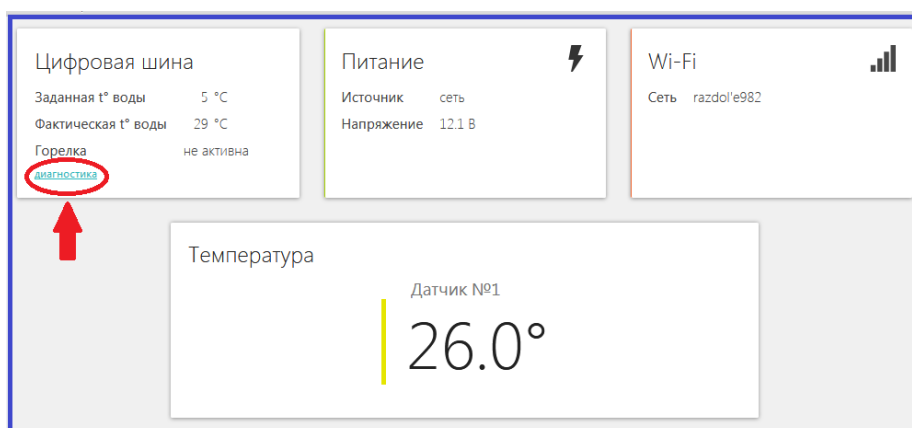 Цифровая шина
Заданная t° воды 5 °C
Фактическая t° воды 29 °C
Горелка не активна
диагностика
Питание
Источник сеть
Напряжение 12.1 В
Wi-Fi
Сеть razdol'e982
Температура
Датчик №1
26.0°